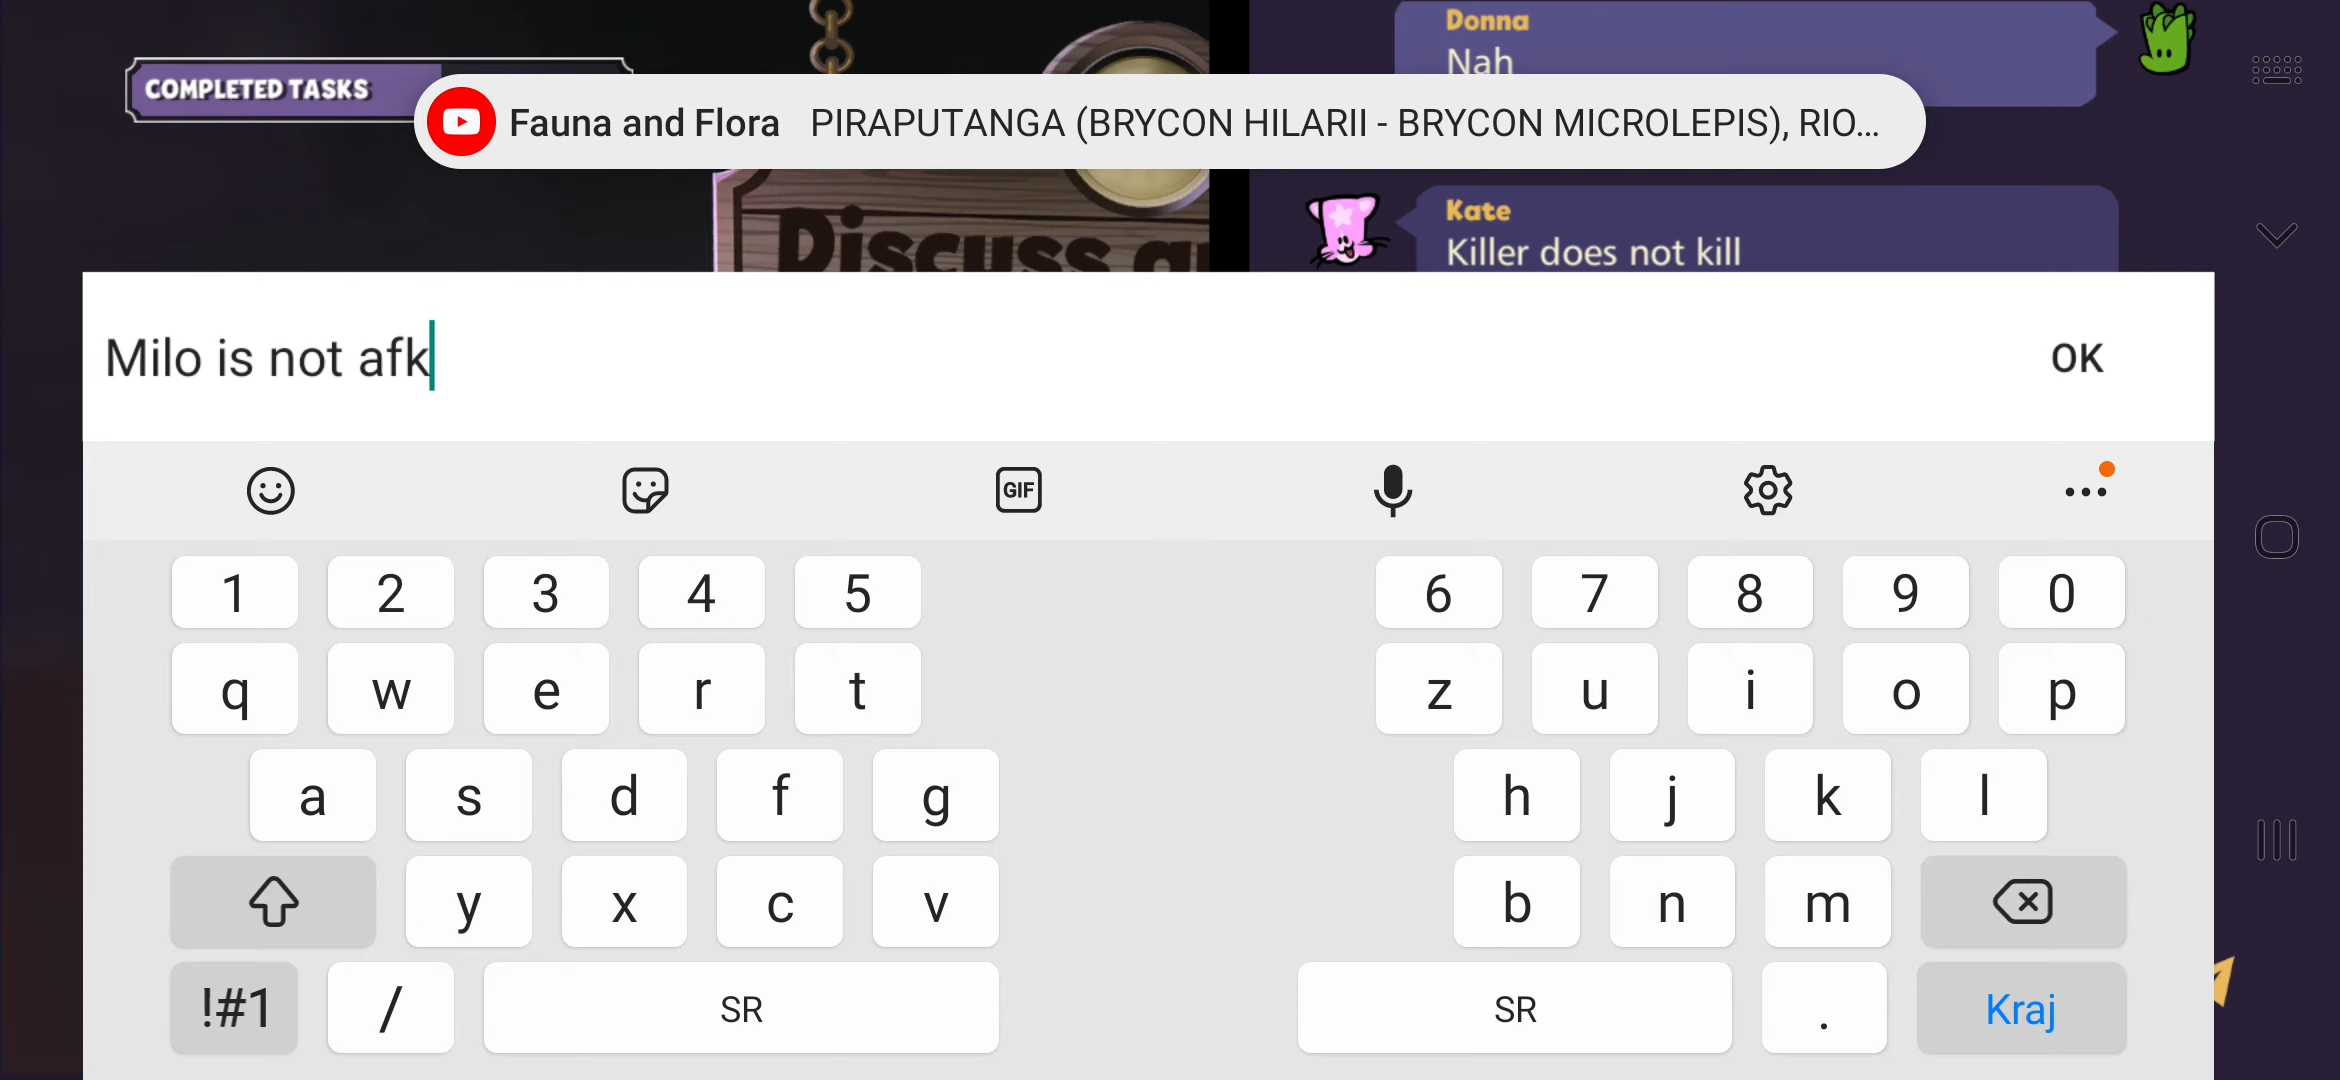 Donna
Nah
COMPLETED TASKS
Fauna and Flora PIRAPUTANGA (BRYCON HILARII - BRYCON MICROLEPIS), RIO...
Kate
Killer does not kill
Discuss a
Milo is not afk
OK
GIF
1 2 3 4 5 6 7 8 9 0
q w e r t z u i o p
a s d f g h j k l
y x c v b n m
!#1 / SR SR . Kraj